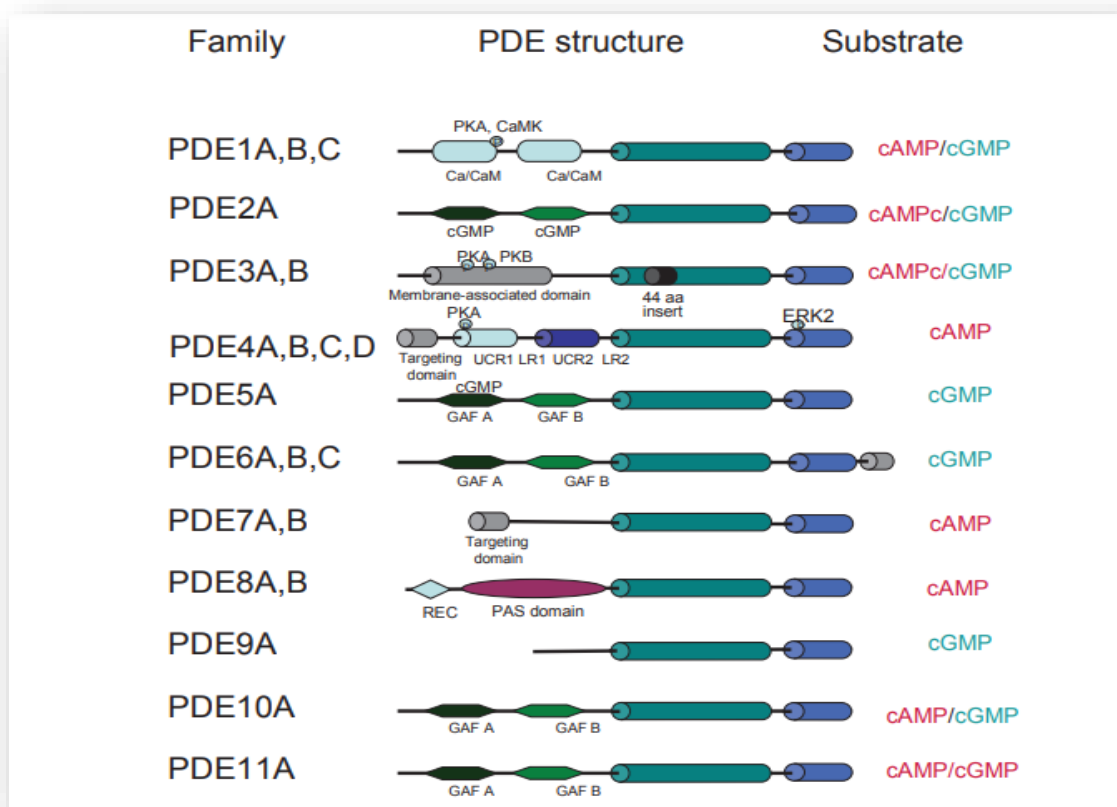 Family PDE structure Substrate
PKA, CaMK
PDE1A,B,C cAMP/cGMP
Ca/CaM Ca/CaM
PDE2A cAMPc/cGMP
cGMP cGMP
PKA PKB
PDE3A,B cAMPc/cGMP
Membrane-associated domain 44 aa
insert
PKA ERK2
PDE4A,B,C,D cAMP
Targeting UCR1 LR1 UCR2 LR2
domain
cGMP
PDE5A cGMP
GAF A GAF B
PDE6A,B,C cGMP
GAF A GAF B
PDE7A,B cAMP
Targeting
domain
PDE8A,B cAMP
REC PAS domain
PDE9A cGMP
PDE10A cAMP/cGMP
GAF A GAF B
PDE11A cAMP/cGMP
GAF A GAF B